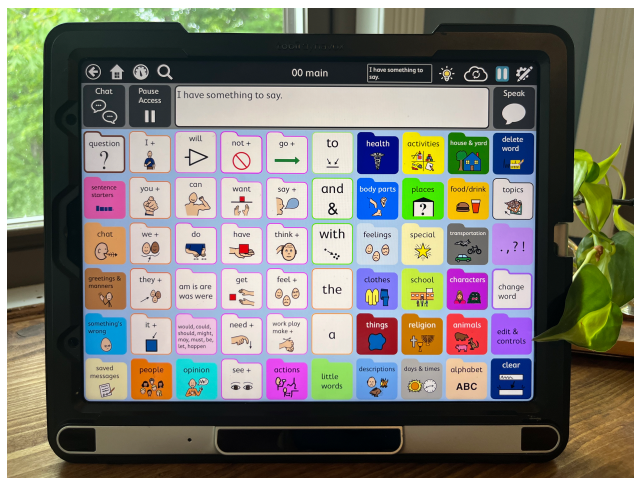 00 main
I have something to
say.
Chat
Pause
Access
I have something to say.
Speak
question
?
I +
will
not +
go +
to
health
activities
house & yard
delete
word
sentence
starters
you +
can
want
say +
and
&
body parts
places
?
food/drink
topics
chat
we +
do
have
think +
with
feelings
special
transportation
.,?!
greetings &
manners
they +
am is are
was were
get
feel +
the
clothes
school
characters
change
word
something's
wrong
it +
would, could,
should, might,
may, must, be,
let, happen
need +
work play
make +
a
things
religion
animals
edit &
controls
saved
messages
people
opinion
see +
actions
little
words
descriptions
days & times
alphabet
ABC
clear